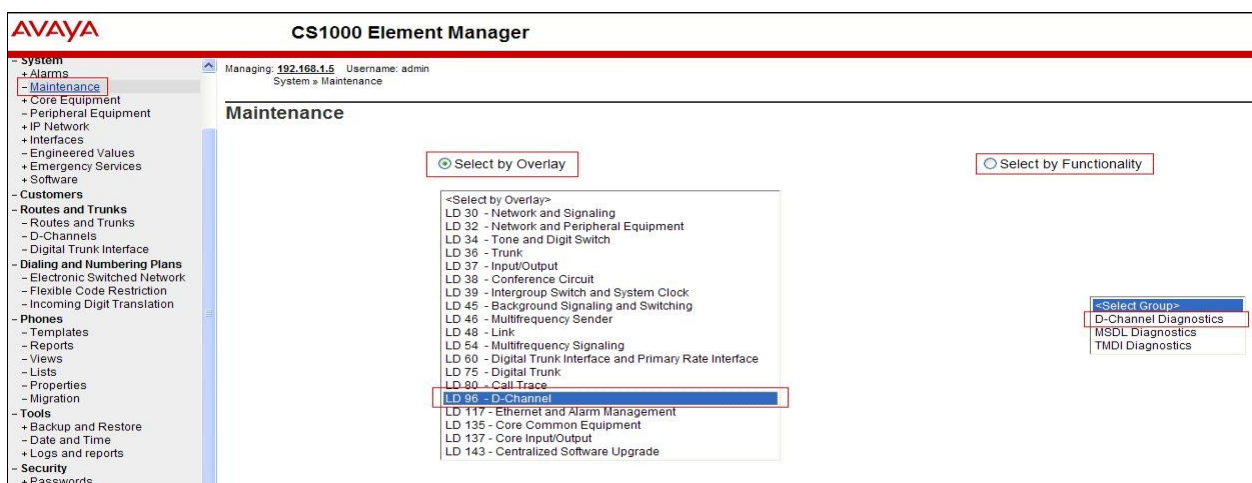 AVAYA
CS1000 Element Manager
– System
+ Alarms
– Maintenance
+ Core Equipment
– Peripheral Equipment
+ IP Network
+ Interfaces
– Engineered Values
+ Emergency Services
+ Software
– Customers
– Routes and Trunks
– Routes and Trunks
– D-Channels
– Digital Trunk Interface
– Dialing and Numbering Plans
– Electronic Switched Network
– Flexible Code Restriction
– Incoming Digit Translation
– Phones
– Templates
– Reports
– Views
– Lists
– Properties
– Migration
– Tools
+ Backup and Restore
– Date and Time
+ Logs and reports
– Security
+ Passwords
Managing: 192.168.1.5 Username: admin
System » Maintenance
Maintenance
Select by Overlay
<Select by Overlay>
LD 30 - Network and Signaling
LD 32 - Network and Peripheral Equipment
LD 34 - Tone and Digit Switch
LD 36 - Trunk
LD 37 - Input/Output
LD 38 - Conference Circuit
LD 39 - Intergroup Switch and System Clock
LD 45 - Background Signaling and Switching
LD 46 - Multifrequency Sender
LD 48 - Link
LD 54 - Multifrequency Signaling
LD 60 - Digital Trunk Interface and Primary Rate Interface
LD 75 - Digital Trunk
LD 80 - Call Trace
LD 96 - D-Channel
LD 117 - Ethernet and Alarm Management
LD 135 - Core Common Equipment
LD 137 - Core Input/Output
LD 143 - Centralized Software Upgrade
Select by Functionality
<Select Group>
D-Channel Diagnostics
MSDL Diagnostics
TMDI Diagnostics